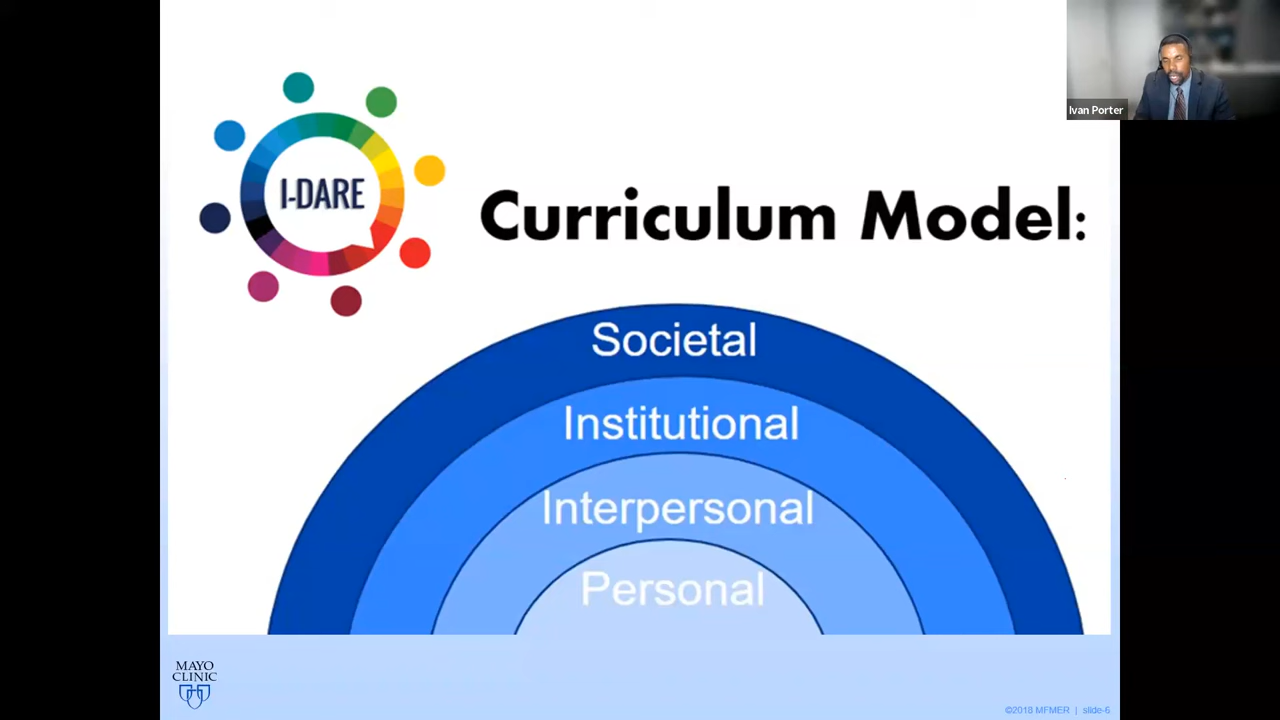 Ivan Porter
I-DARE
Curriculum Model:
Societal
Institutional
Interpersonal
Personal
MAYO
CLINIC
©2018 MFMER | slide-6